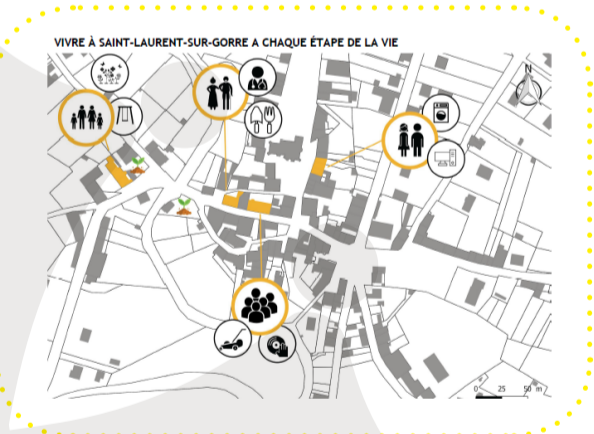 VIVRE À SAINT-LAURENT-SUR-GORRE A CHAQUE ÉTAPE DE LA VIE
N
0 25 50 m